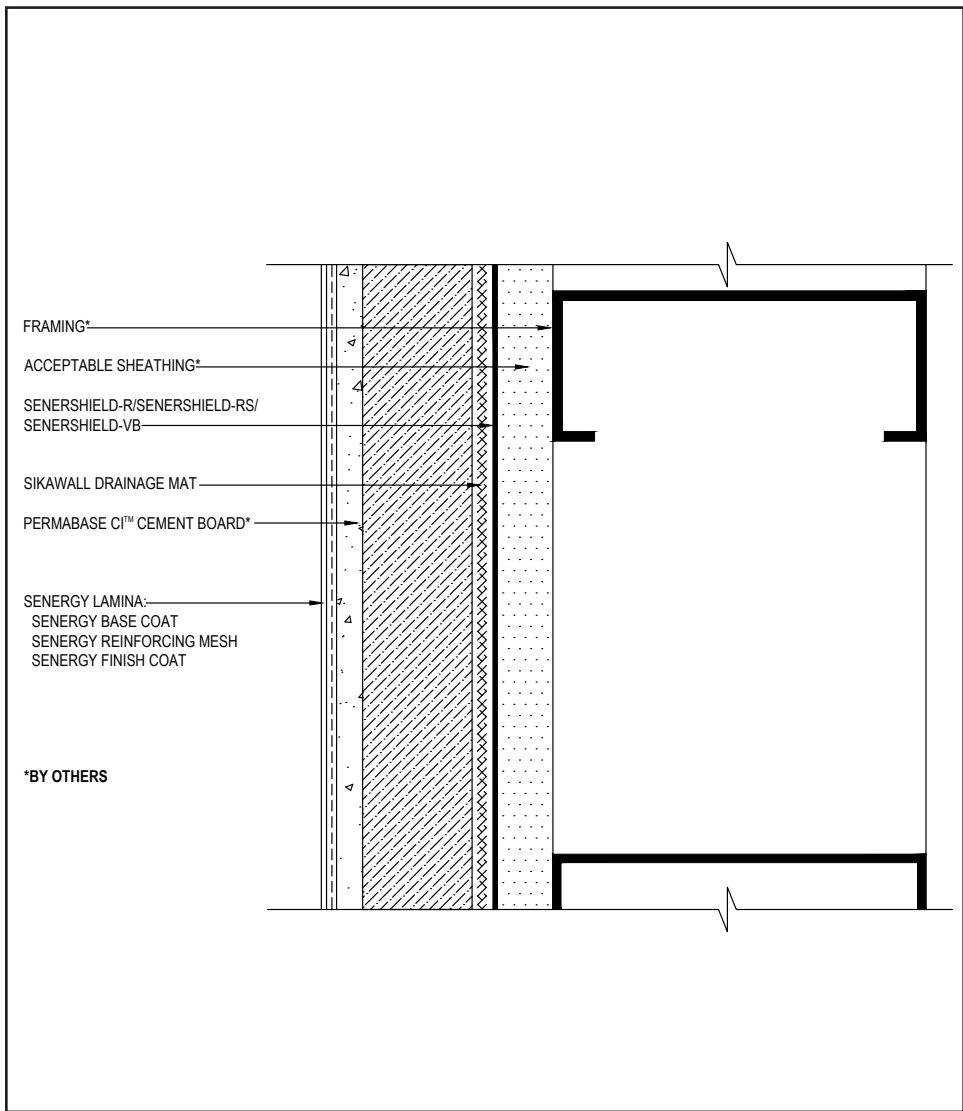 FRAMING*
ACCEPTABLE SHEATHING*
SENERSHIELD-R/SENERSHIELD-RS/
SENERSHIELD-VB
SIKAWALL DRAINAGE MAT
PERMABASE CI™ CEMENT BOARD*
SENERGY LAMINA:
SENERGY BASE COAT
SENERGY REINFORCING MESH
SENERGY FINISH COAT
*BY OTHERS